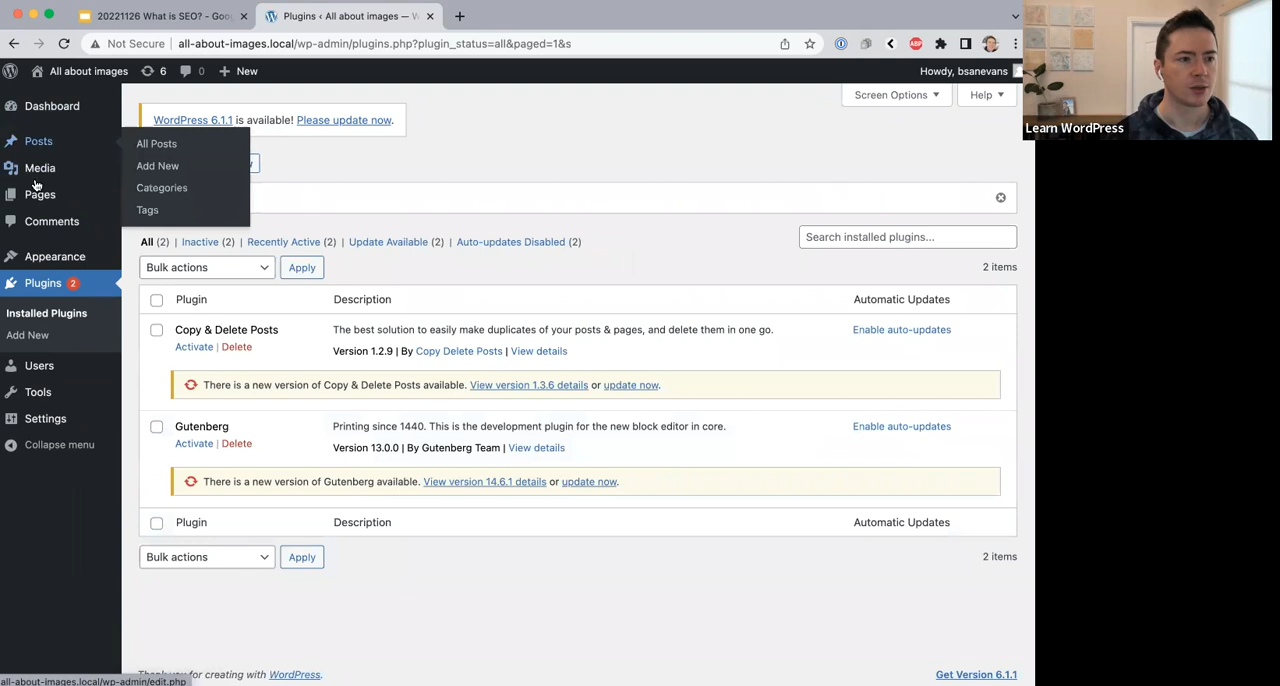 20221126 What is SEO? - Goo
Plugins ‹ All about images — W
Not Secure | all-about-images.local/wp-admin/plugins.php?plugin_status=all&paged=1&s
ABP
All about images 6 0 New
Howdy, bsanevans
Learn WordPress
Dashboard
Posts
Media
Pages
Comments
Appearance
Plugins 2
Installed Plugins
Add New
Users
Tools
Settings
Collapse menu
All Posts
Add New
Categories
Tags
Screen Options Help
WordPress 6.1.1 is available! Please update now.
All (2) | Inactive (2) | Recently Active (2) | Update Available (2) | Auto-updates Disabled (2)
Search installed plugins...
Bulk actions Apply 2 items
Plugin Description Automatic Updates
Copy & Delete Posts The best solution to easily make duplicates of your posts & pages, and delete them in one go. Enable auto-updates
Activate | Delete Version 1.2.9 | By Copy Delete Posts | View details
There is a new version of Copy & Delete Posts available. View version 1.3.6 details or update now.
Gutenberg Printing since 1440. This is the development plugin for the new block editor in core. Enable auto-updates
Activate | Delete Version 13.0.0 | By Gutenberg Team | View details
There is a new version of Gutenberg available. View version 14.6.1 details or update now.
Plugin Description Automatic Updates
Bulk actions Apply 2 items
you for creating with WordPress. Get Version 6.1.1
all-about-images.local/wp-admin/edit.php